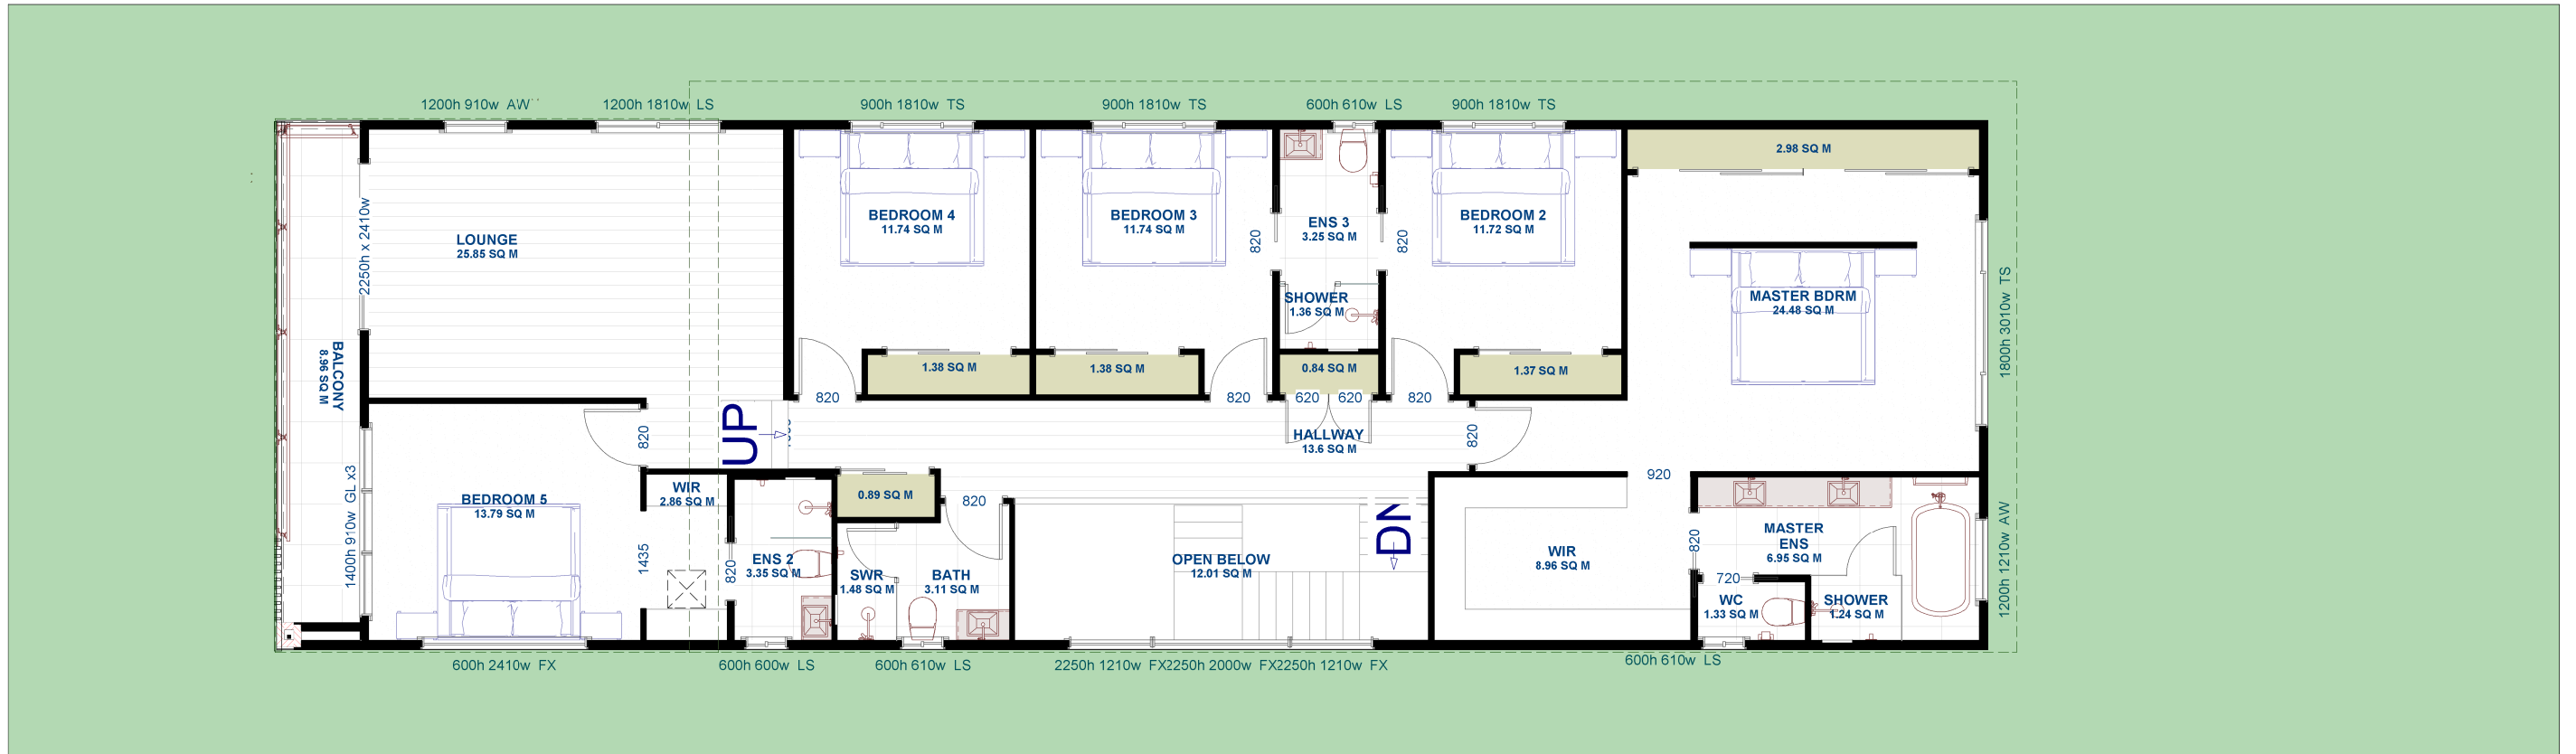 1200h 910w  AW
1200h 1810w  LS
900h 1810w  TS
900h 1810w  TS
600h 610w  LS
900h 1810w  TS
2.98 SQ M
BEDROOM 4
11.74 SQ M
BEDROOM 3
11.74 SQ M
ENS 3
3.25 SQ M
BEDROOM 2
11.72 SQ M
LOUNGE
25.85 SQ M
2250h x 2410w
820
820
SHOWER
1.36 SQ M
MASTER BDRM
24.48 SQ M
1800h 3010w  TS
BALCONY
8.96 SQ M
1.38 SQ M
1.38 SQ M
0.84 SQ M
1.37 SQ M
820
820
620
620
820
UP
820
HALLWAY
13.6 SQ M
820
920
WIR
2.86 SQ M
0.89 SQ M
820
BEDROOM 5
13.79 SQ M
1400h 910w  GL x3
DN
MASTER
ENS
6.95 SQ M
820
1200h 1210w  AW
1435
820
ENS 2
3.35 SQ M
SWR
1.48 SQ M
BATH
3.11 SQ M
OPEN BELOW
12.01 SQ M
WIR
8.96 SQ M
720
WC
1.33 SQ M
SHOWER
1.24 SQ M
600h 2410w  FX
600h 600w  LS
600h 610w  LS
2250h 1210w  FX
2250h 2000w  FX
2250h 1210w  FX
600h 610w  LS